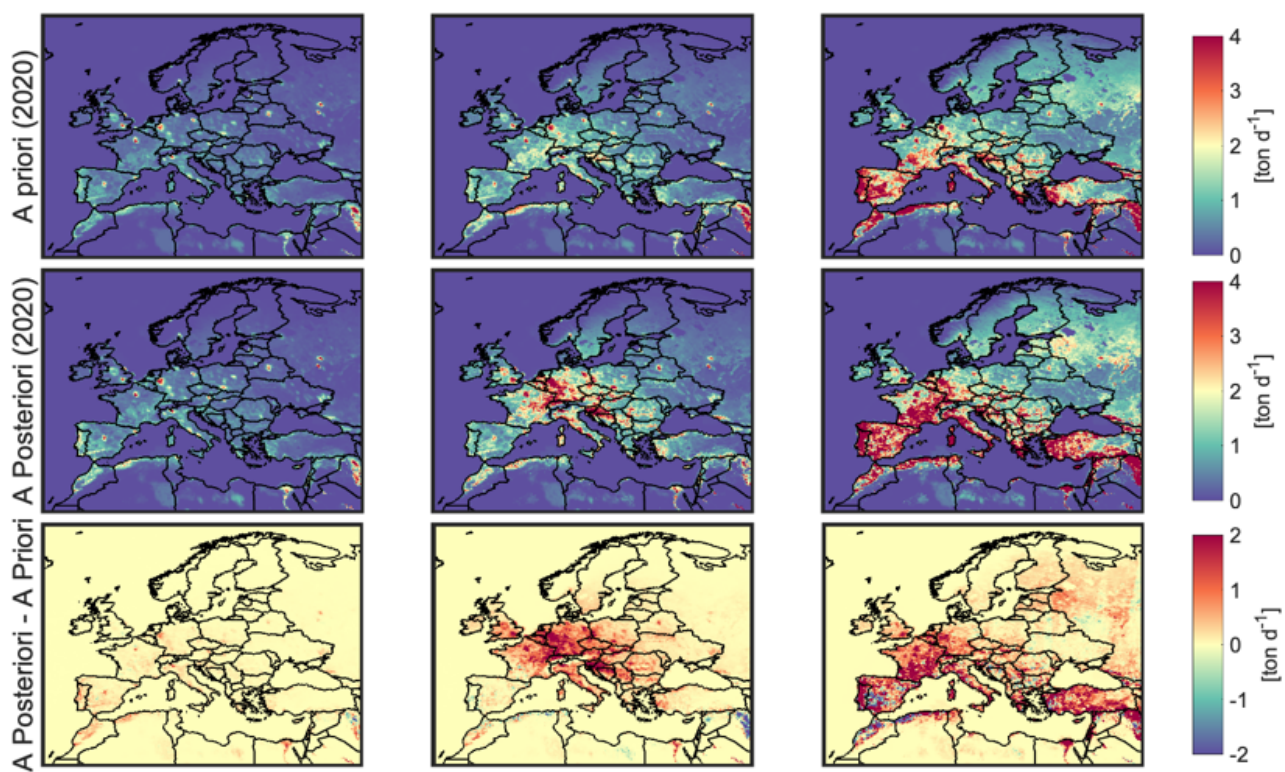 A priori (2020)
4
3
2
1
0
[ton d⁻¹]
A Posteriori (2020)
4
3
2
1
0
[ton d⁻¹]
A Posteriori - A Priori
2
1
0
-1
-2
[ton d⁻¹]